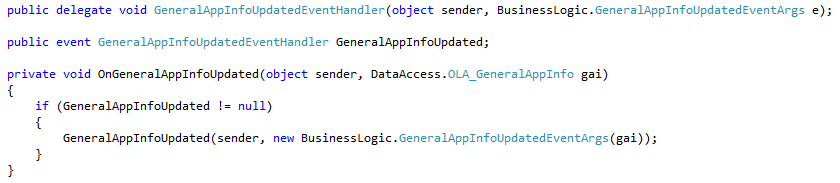 public delegate void GeneralAppInfoUpdatedEventHandler(object sender, BusinessLogic.GeneralAppInfoUpdatedEventArgs e);
public event GeneralAppInfoUpdatedEventHandler GeneralAppInfoUpdated;
private void OnGeneralAppInfoUpdated(object sender, DataAccess.OLA_GeneralAppInfo gai)
{
    if (GeneralAppInfoUpdated != null)
    {
        GeneralAppInfoUpdated(sender, new BusinessLogic.GeneralAppInfoUpdatedEventArgs(gai));
    }
}